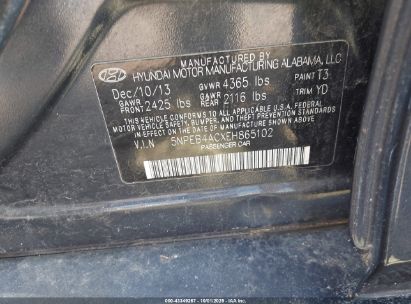 MANUFACTURED BY
HYUNDAI MOTOR MANUFACTURING ALABAMA, LLC
Dec/10/13 GVWR 4365 lbs PAINT T3
GAWR FRONT 2425 lbs GAWR REAR 2116 lbs TRIM YD
THIS VEHICLE CONFORMS TO ALL APPLICABLE U.S.A. FEDERAL MOTOR
VEHICLE SAFETY, BUMPER, AND THEFT PREVENTION STANDARDS
IN EFFECT ON THE DATE OF MANUFACTURE SHOWN ABOVE.
V.I.N 5NPEB4ACXEH865102
PASSENGER CAR